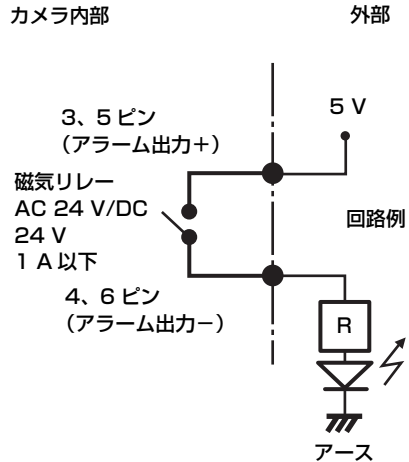 カメラ内部
外部
5 V
3、5 ピン
（アラーム出力＋）
磁気リレー
AC 24 V/DC
24 V
1 A 以下
回路例
4、6 ピン
（アラーム出力－）
R
アース